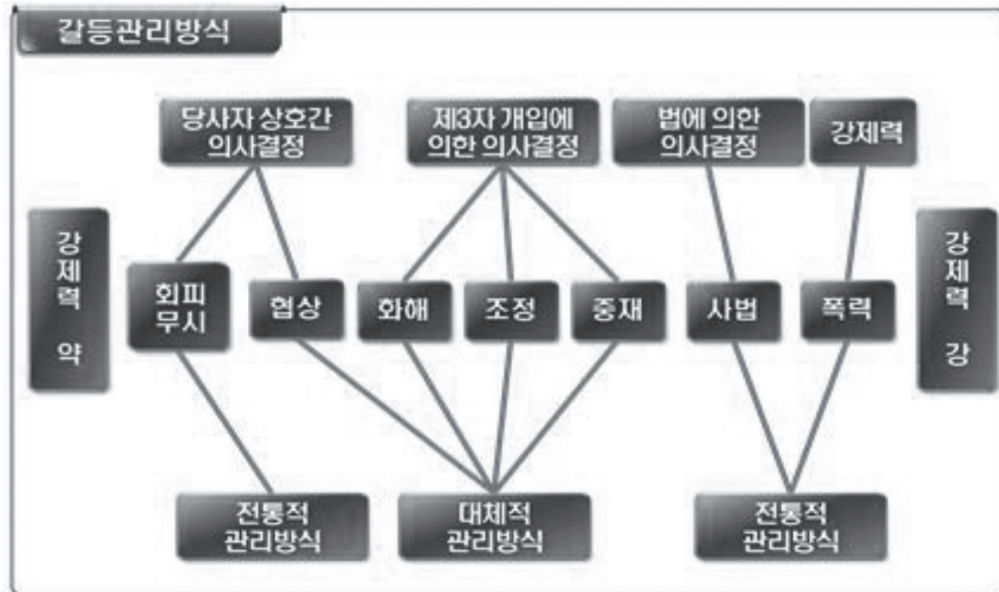 갈등관리방식
당사자 상호간
의사결정
제3자 개입에
의한 의사결정
법에 의한
의사결정
강제력
강제력 약
회피
무시
협상
화해
조정
중재
사법
폭력
강제력 강
전통적
관리방식
대체적
관리방식
전통적
관리방식